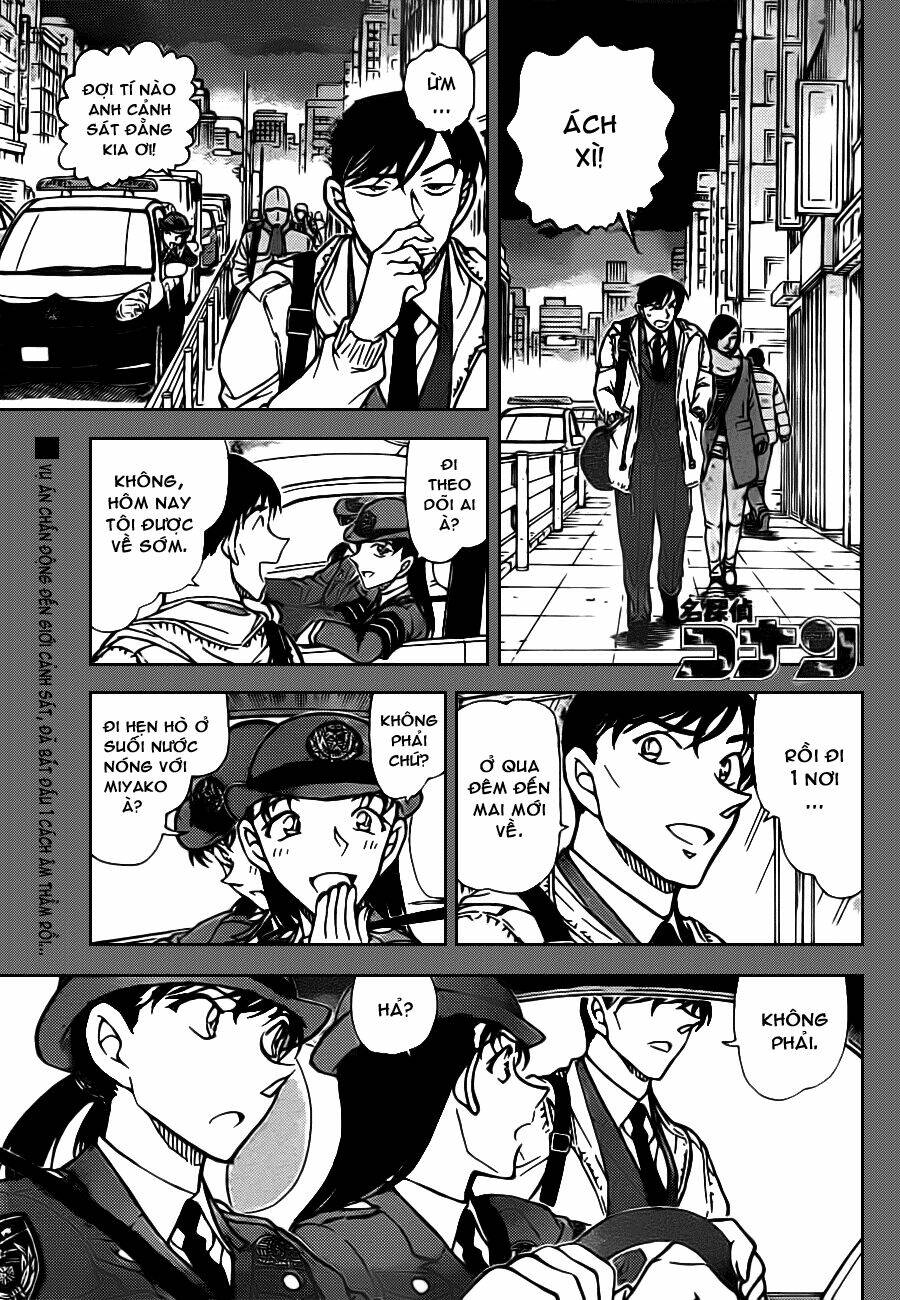 ÁCH
XÌ!
名探偵
コナン
ỪM
...
ĐỢI TÍ NÀO
ANH CẢNH
SÁT ĐẰNG
KIA ƠI!
ĐI
THEO
DÕI AI
À?
KHÔNG,
HÔM NAY
TÔI ĐƯỢC
VỀ SỚM.
VỤ ÁN CHẤN ĐỘNG ĐẾN GIỚI CẢNH SÁT, ĐÃ BẮT ĐẦU 1 CÁCH ÂM THẦM RỒI...
RỒI ĐI
1 NƠI
...
Ở QUA
ĐÊM ĐẾN
MAI MỚI
VỀ.
KHÔNG
PHẢI
CHỨ?
ĐI HẸN HÒ Ở
SUỐI NƯỚC
NÓNG VỚI
MIYAKO
À?
KHÔNG
PHẢI.
HẢ?